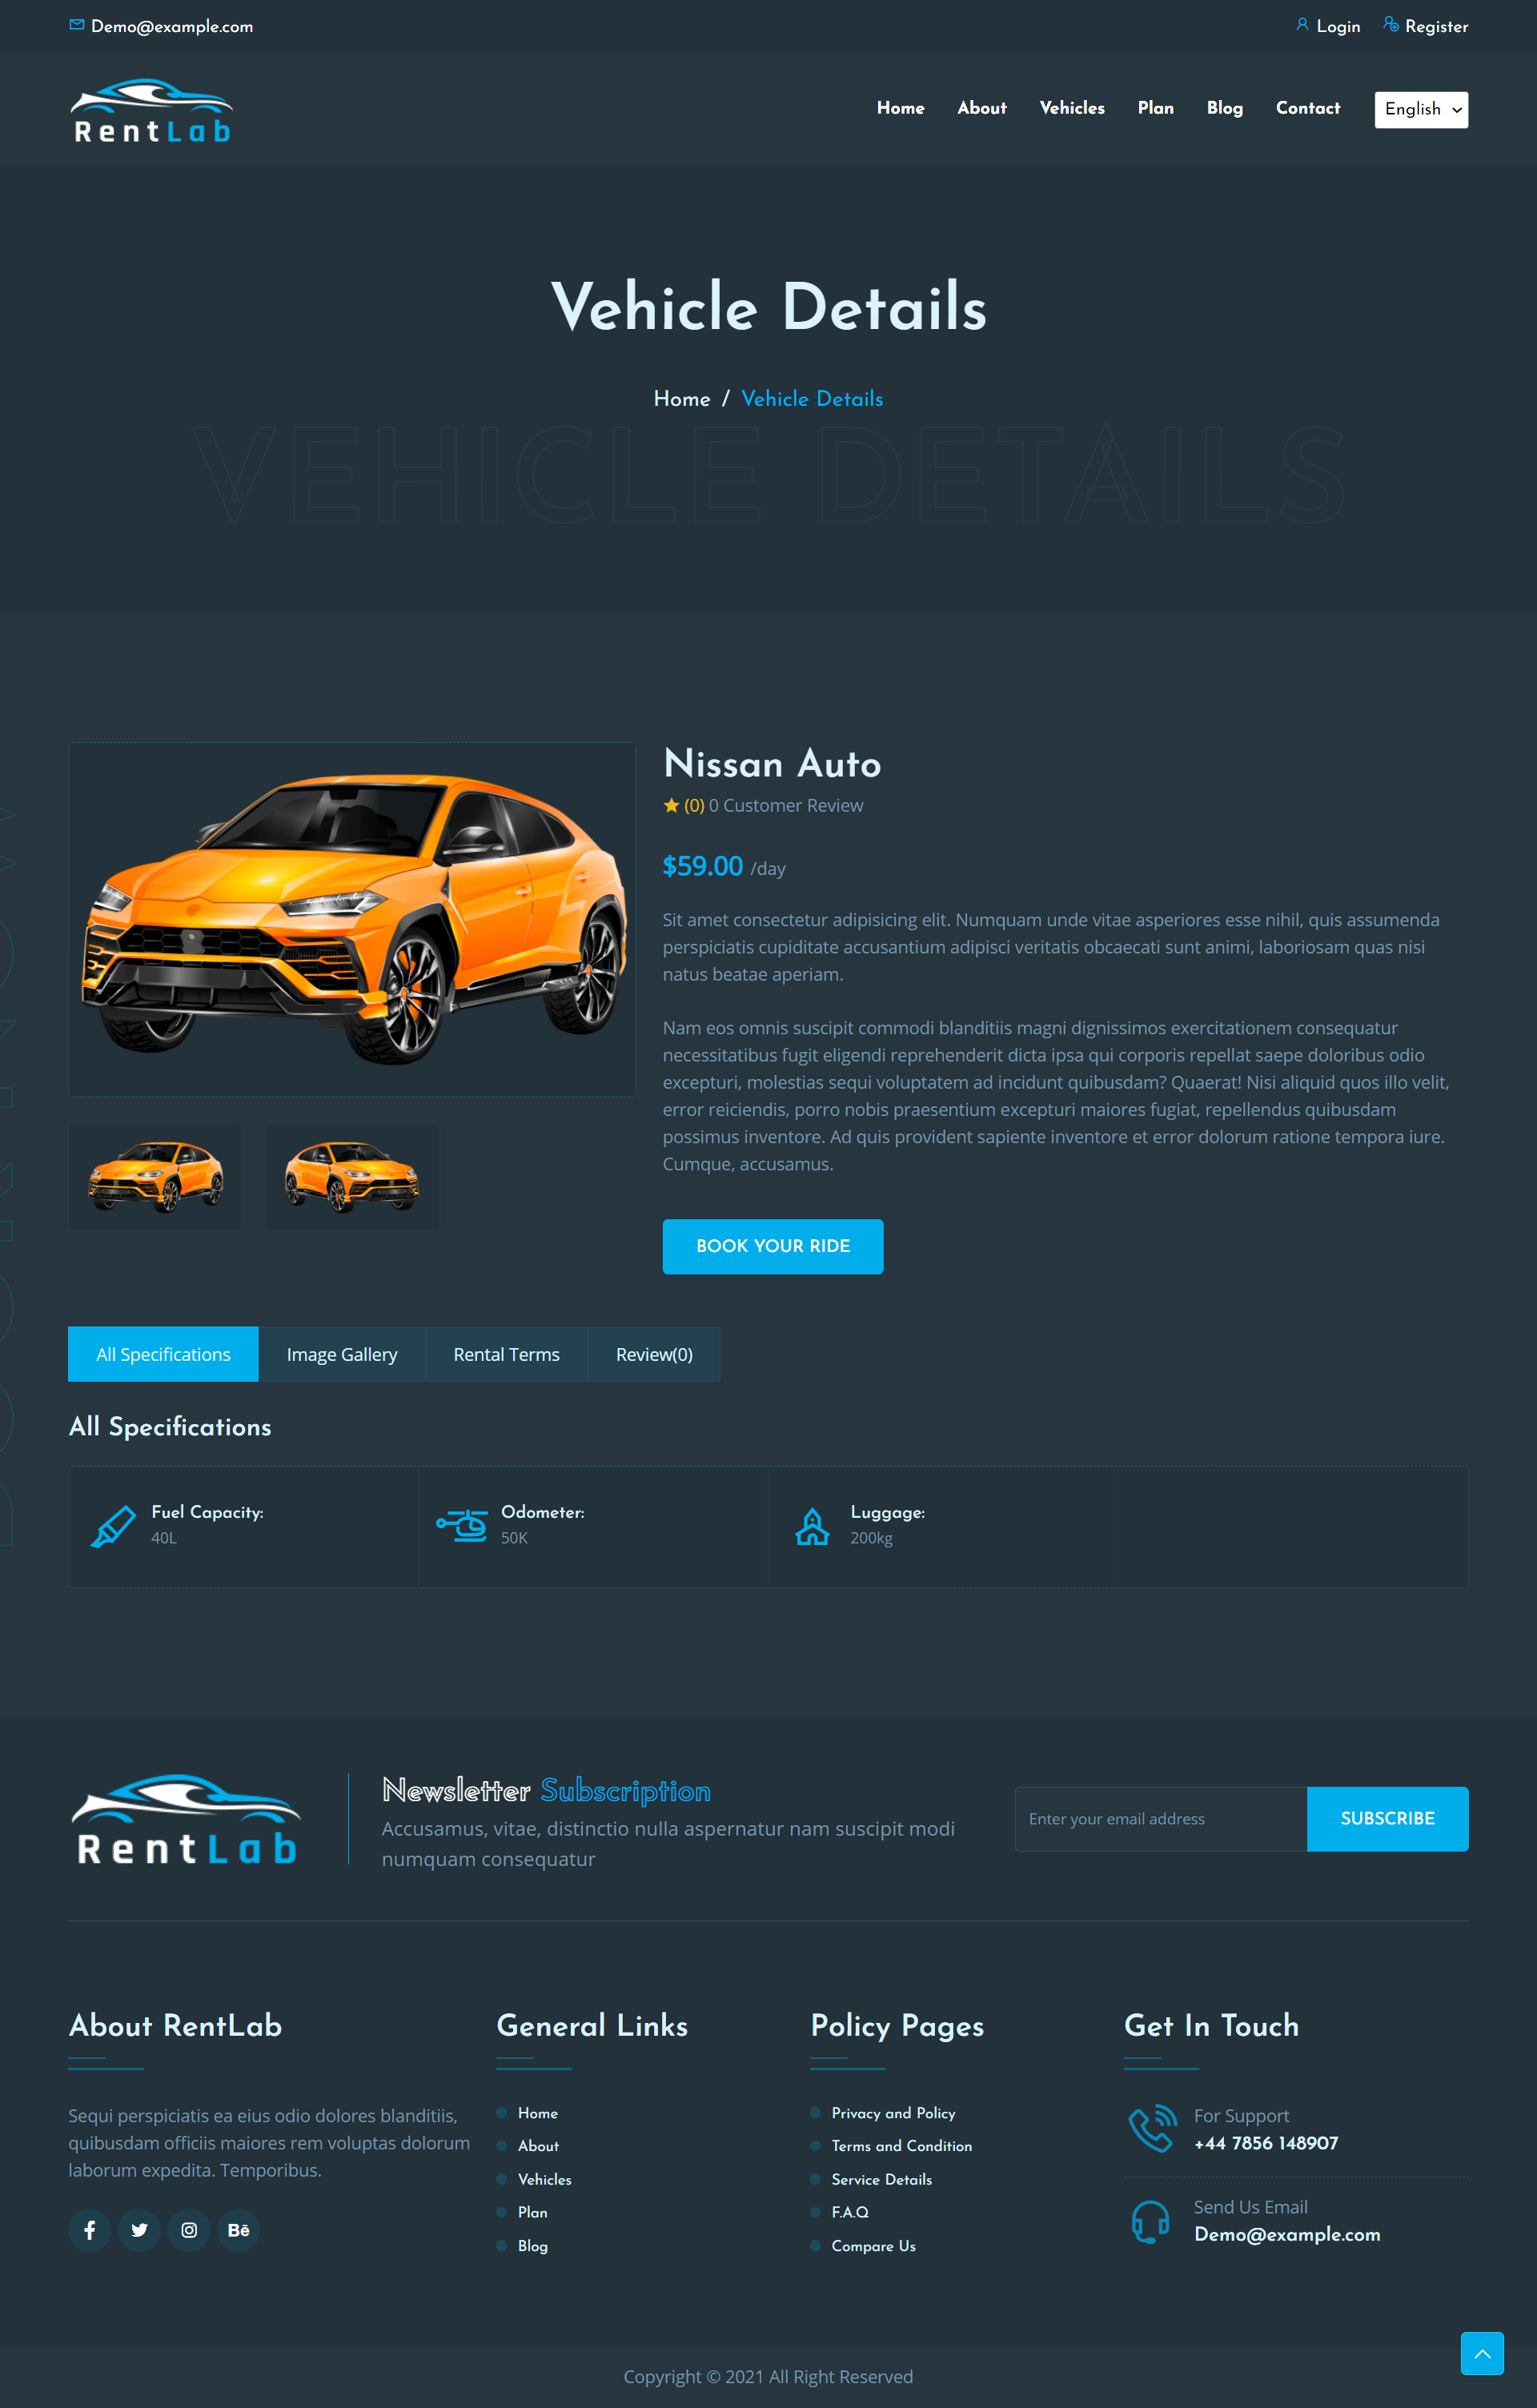 Demo@example.com
Login
Register
RentLab
Home
About
Vehicles
Plan
Blog
Contact
English
Vehicle Details
Home / Vehicle Details
VEHICLE DETAILS
Nissan Auto
(0) 0 Customer Review
$59.00 /day
Sit amet consectetur adipisicing elit. Numquam unde vitae asperiores esse nihil, quis assumenda
perspiciatis cupiditate accusantium adipisci veritatis obcaecati sunt animi, laboriosam quas nisi
natus beatae aperiam.
Nam eos omnis suscipit commodi blanditiis magni dignissimos exercitationem consequatur
necessitatibus fugit eligendi reprehenderit dicta ipsa qui corporis repellat saepe doloribus odio
excepturi, molestias sequi voluptatem ad incidunt quibusdam? Quaerat! Nisi aliquid quos illo velit,
error reiciendis, porro nobis praesentium excepturi maiores fugiat, repellendus quibusdam
possimus inventore. Ad quis provident sapiente inventore et error dolorum ratione tempora iure.
Cumque, accusamus.
BOOK YOUR RIDE
All Specifications
Image Gallery
Rental Terms
Review(0)
All Specifications
Fuel Capacity:
40L
Odometer:
50K
Luggage:
200kg
RentLab
Newsletter Subscription
Accusamus, vitae, distinctio nulla aspernatur nam suscipit modi
numquam consequatur
Enter your email address
SUBSCRIBE
About RentLab
Sequi perspiciatis ea eius odio dolores blanditiis,
quibusdam officiis maiores rem voluptas dolorum
laborum expedita. Temporibus.
Bē
General Links
Home
About
Vehicles
Plan
Blog
Policy Pages
Privacy and Policy
Terms and Condition
Service Details
F.A.Q
Compare Us
Get In Touch
For Support
+44 7856 148907
Send Us Email
Demo@example.com
Copyright © 2021 All Right Reserved